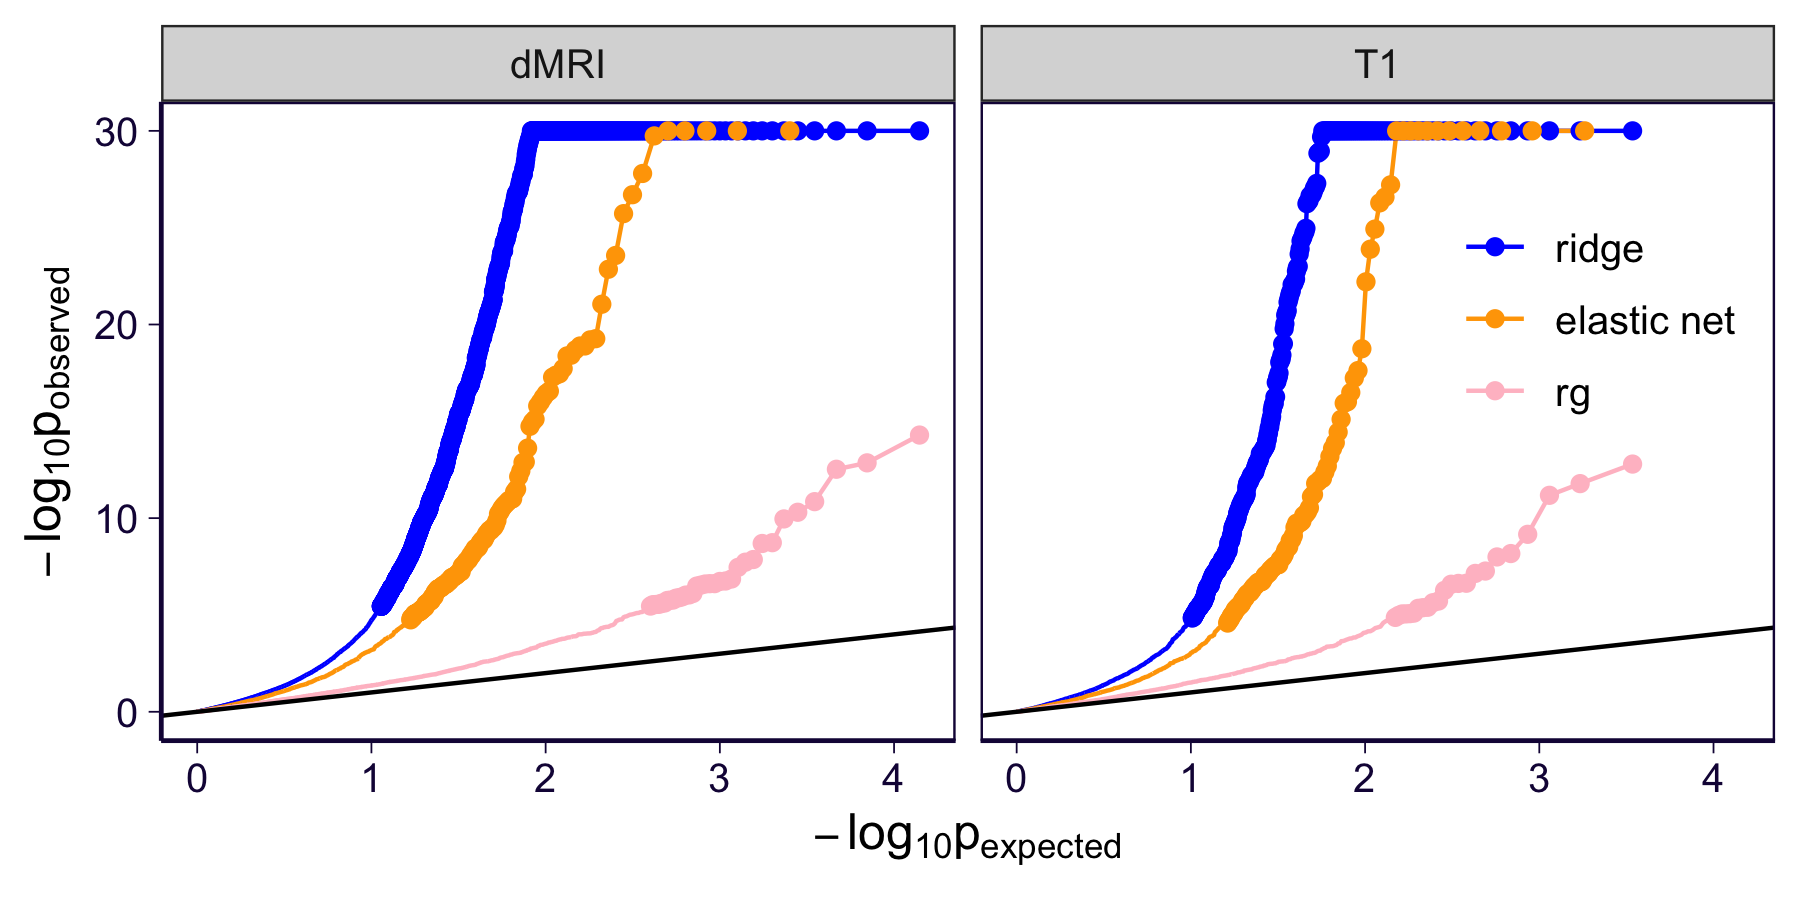 dMRI
T1
30
20
10
0
−log10pobserved
ridge
elastic net
rg
0 1 2 3 4
0 1 2 3 4
−log10pexpected